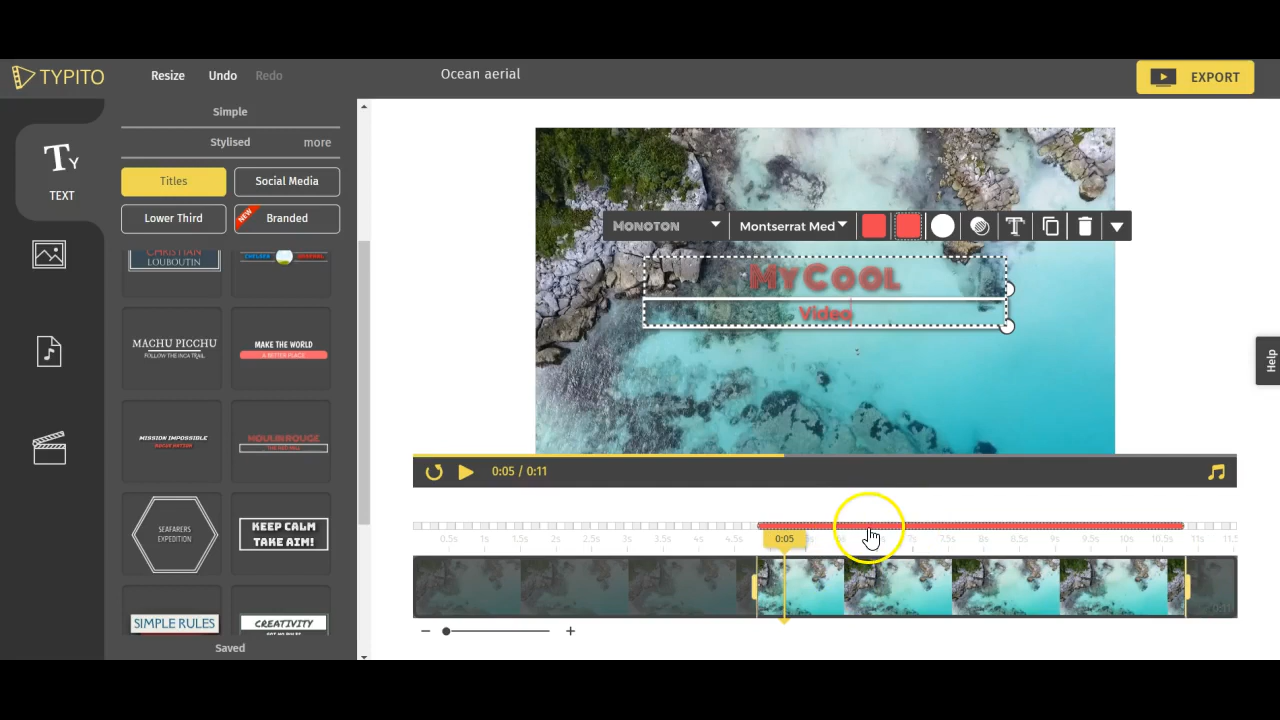 TYPITO
Resize
Undo
Redo
Ocean aerial
EXPORT
Simple
Stylised
more
TEXT
Titles
Social Media
Lower Third
NEW
Branded
CHRISTIAN
LOUBOUTIN
MACHU PICCHU
FOLLOW THE INCA TRAIL
MAKE THE WORLD
A BETTER PLACE
MISSION IMPOSSIBLE
MOULIN ROUGE
SEAFARERS
EXPEDITION
KEEP CALM
TAKE AIM!
SIMPLE RULES
CREATIVITY
Saved
MONOTON
Montserrat Med
MYCOOL
Video
Help
0:05 / 0:11
0.5s 1s 1.5s 2s 2.5s 3s 3.5s 4s 4.5s 0:05 7s 7.5s 8s 8.5s 9s 9.5s 10s 10.5s 11s 11.5